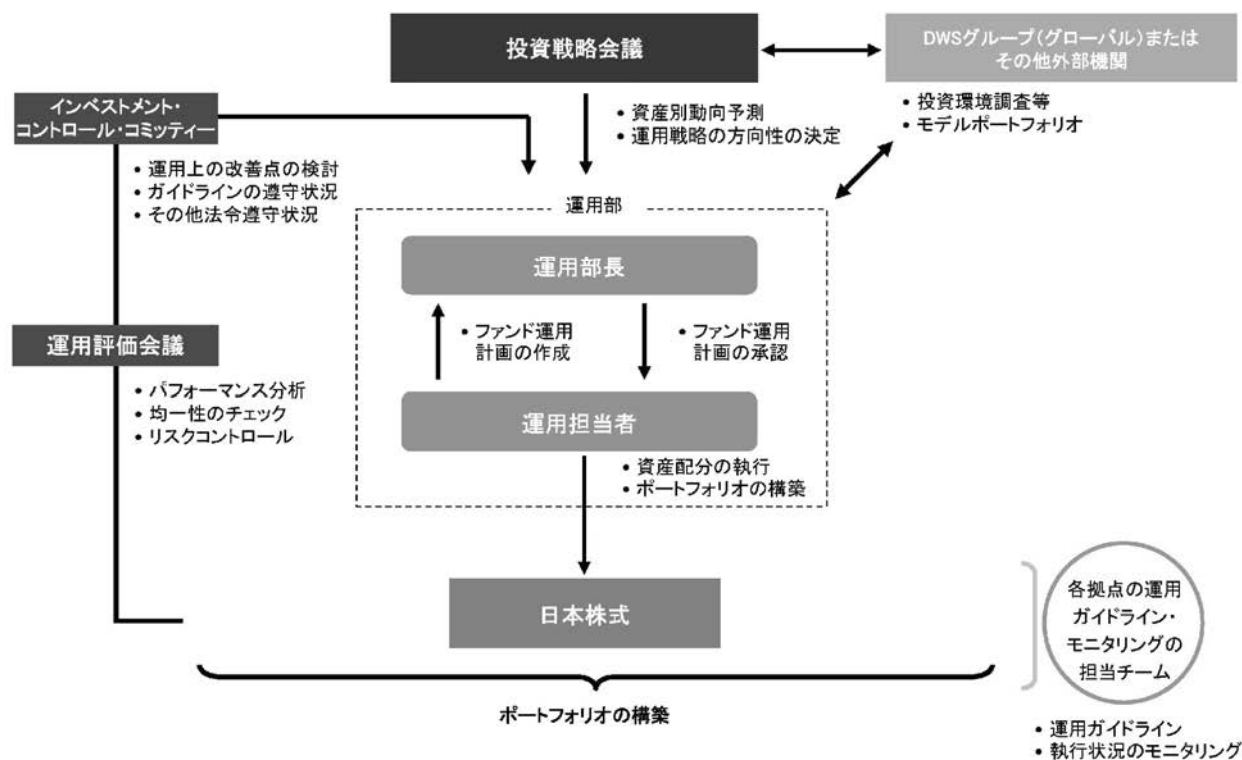 投資戦略会議
DWSグループ(グローバル)または
その他外部機関
• 投資環境調査等
• モデルポートフォリオ
• 資産別動向予測
• 運用戦略の方向性の決定
インベストメント・
コントロール・コミッティー
• 運用上の改善点の検討
• ガイドラインの遵守状況
• その他法令遵守状況
運用部
運用部長
• ファンド運用
計画の作成
• ファンド運用
計画の承認
運用評価会議
• パフォーマンス分析
• 均一性のチェック
• リスクコントロール
運用担当者
• 資産配分の執行
• ポートフォリオの構築
日本株式
各拠点の運用
ガイドライン・
モニタリングの
担当チーム
ポートフォリオの構築
• 運用ガイドライン
• 執行状況のモニタリング